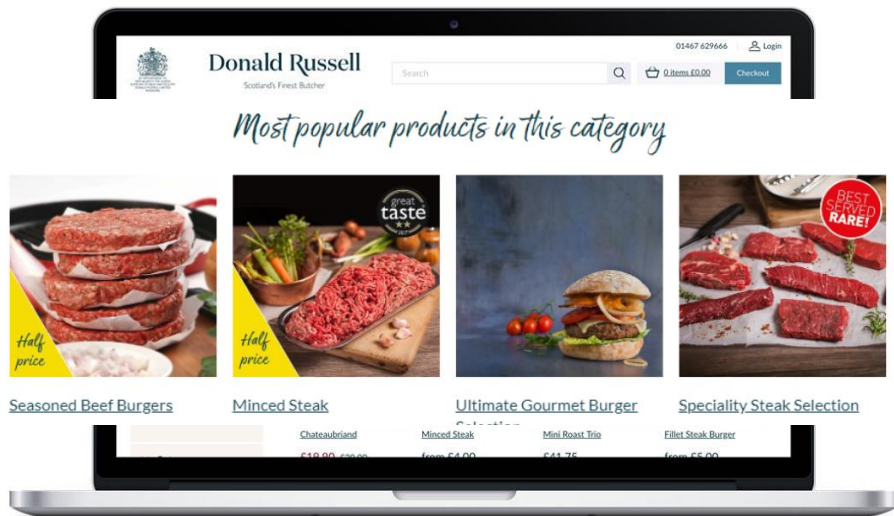 01467 629666
Login
Donald Russell
Scotland's Finest Butcher
Search
0 items £0.00
Checkout
Most popular products in this category
great
taste
BEST
SERVED
RARE!
Half
price
Half
price
Seasoned Beef Burgers
Minced Steak
Ultimate Gourmet Burger
Selection
Speciality Steak Selection
Chateaubriand
Minced Steak
Mini Roast Trio
Fillet Steak Burger
from £4.00
£41.75
from £5.00